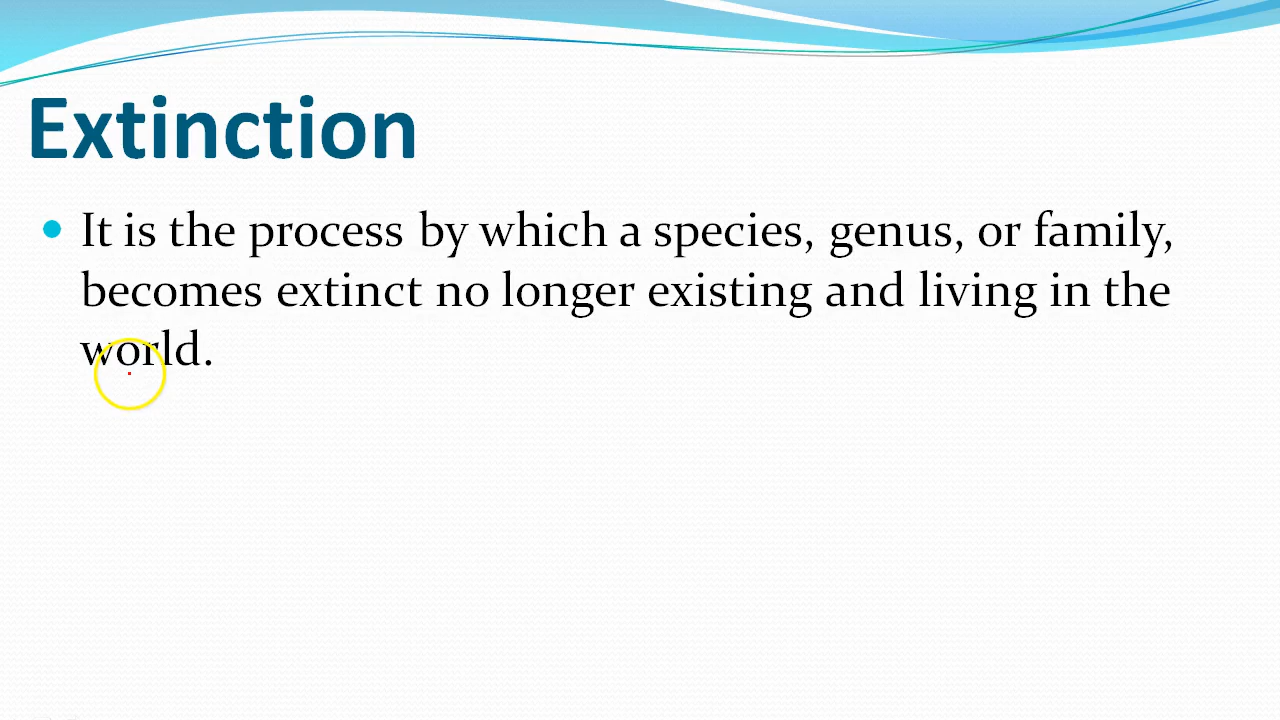 Extinction
It is the process by which a species, genus, or family,
becomes extinct no longer existing and living in the
world.